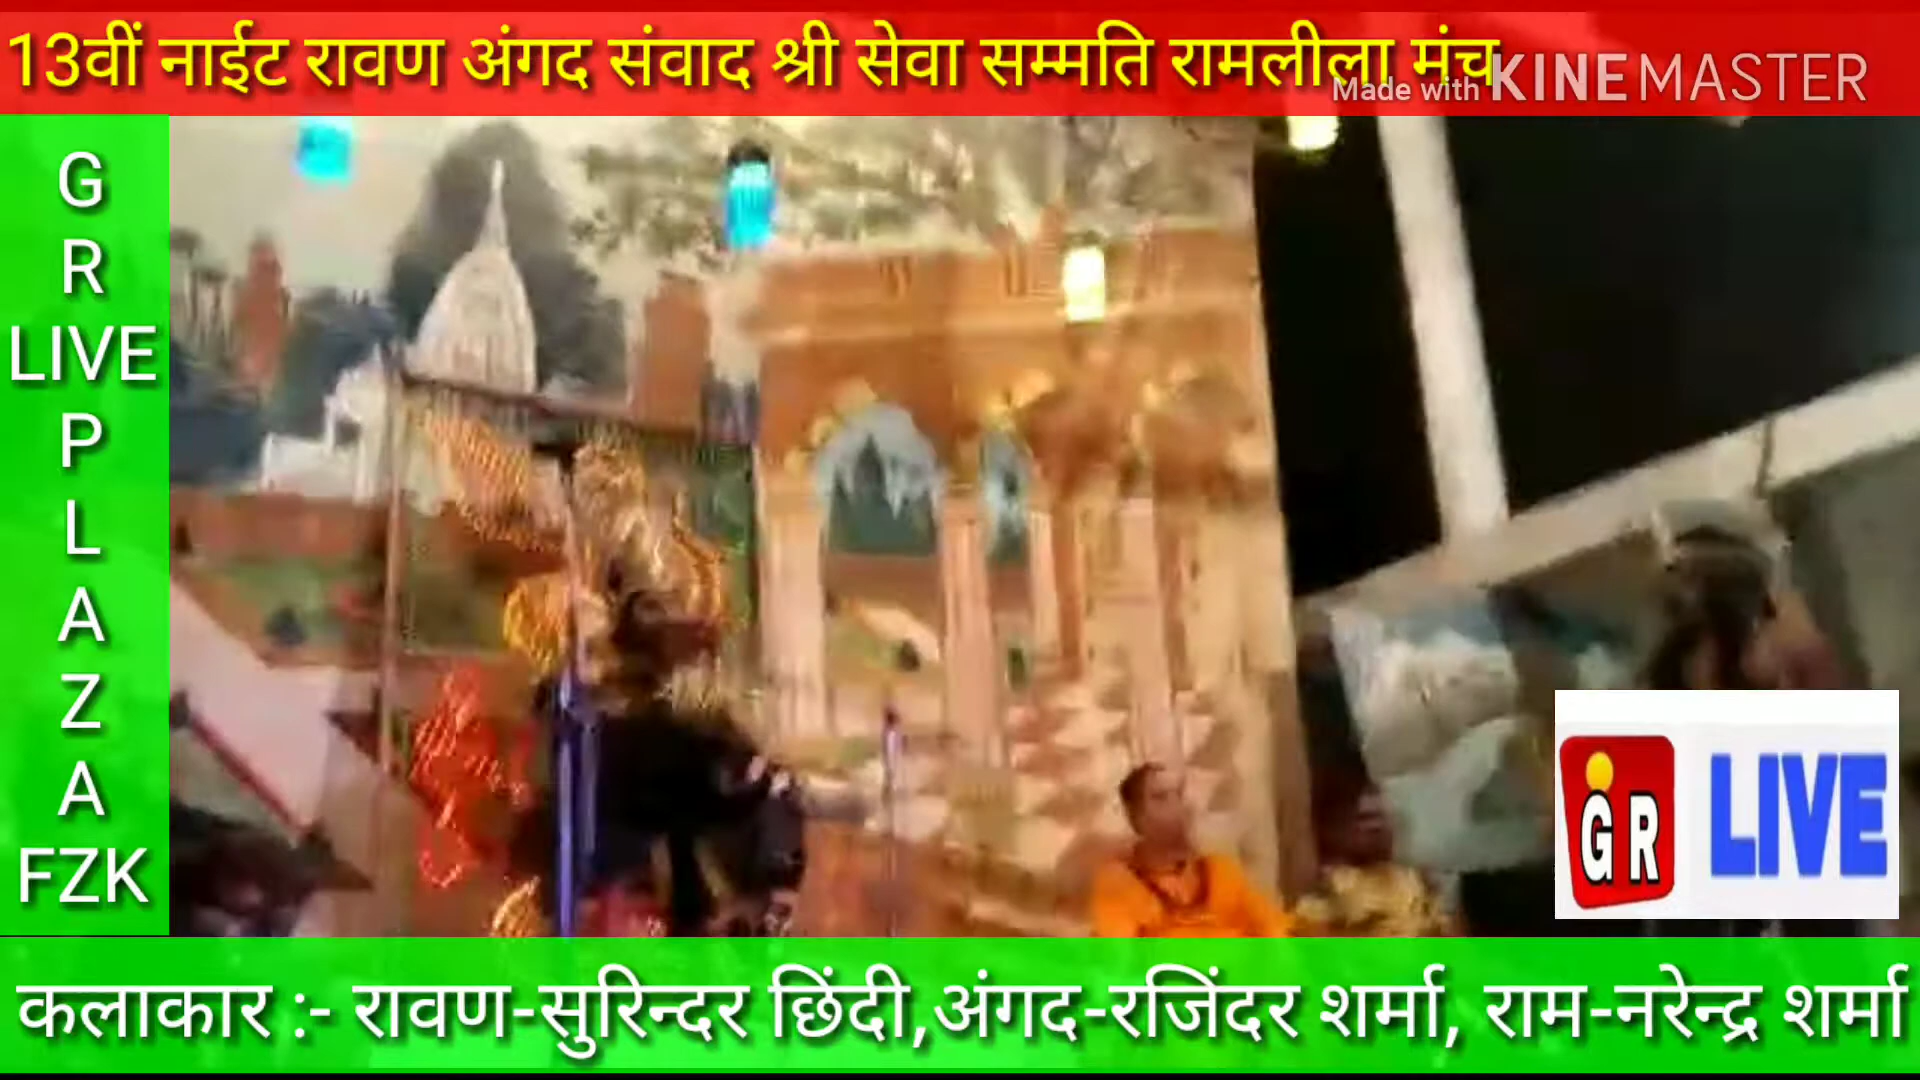 13वीं नाईट रावण अंगद संवाद श्री सेवा सम्मति रामलीला मंच
Made with KINEMASTER
G
R
LIVE
P
L
A
Z
A
FZK
GR LIVE
कलाकार :- रावण-सुरिन्दर छिंदी,अंगद-रजिंदर शर्मा, राम-नरेन्द्र शर्मा